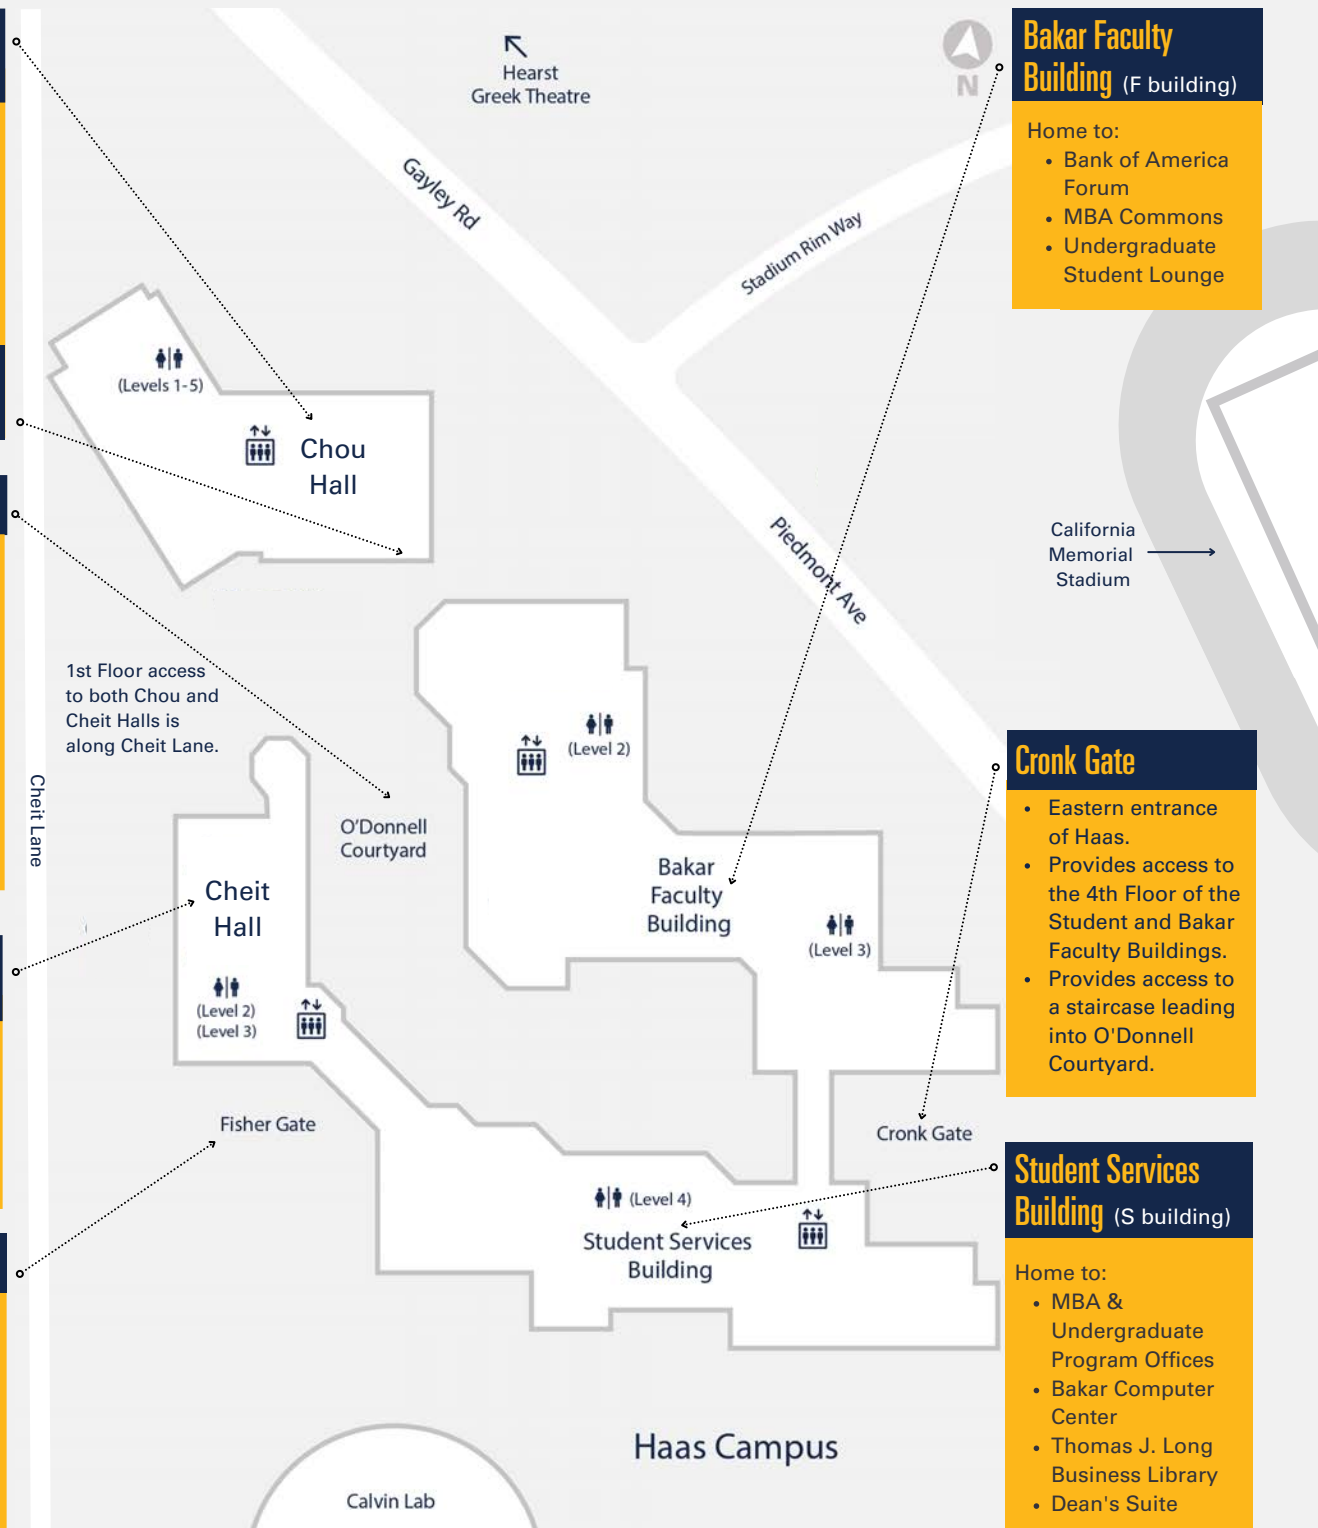 Hearst
Greek Theatre
N
Bakar Faculty
Building (F building)
Home to:
• Bank of America
Forum
• MBA Commons
• Undergraduate
Student Lounge
Gayley Rd
Stadium Rim Way
(Levels 1-5)
Chou
Hall
Piedmont Ave
California
Memorial
Stadium
1st Floor access
to both Chou and
Cheit Halls is
along Cheit Lane.
(Level 2)
Cheit Lane
O'Donnell
Courtyard
Bakar
Faculty
Building
(Level 3)
Cheit
Hall
(Level 2)
(Level 3)
Cronk Gate
• Eastern entrance
of Haas.
• Provides access to
the 4th Floor of the
Student and Bakar
Faculty Buildings.
• Provides access to
a staircase leading
into O'Donnell
Courtyard.
Fisher Gate
Cronk Gate
(Level 4)
Student Services
Building
Student Services
Building (S building)
Home to:
• MBA &
Undergraduate
Program Offices
• Bakar Computer
Center
• Thomas J. Long
Business Library
• Dean's Suite
Haas Campus
Calvin Lab